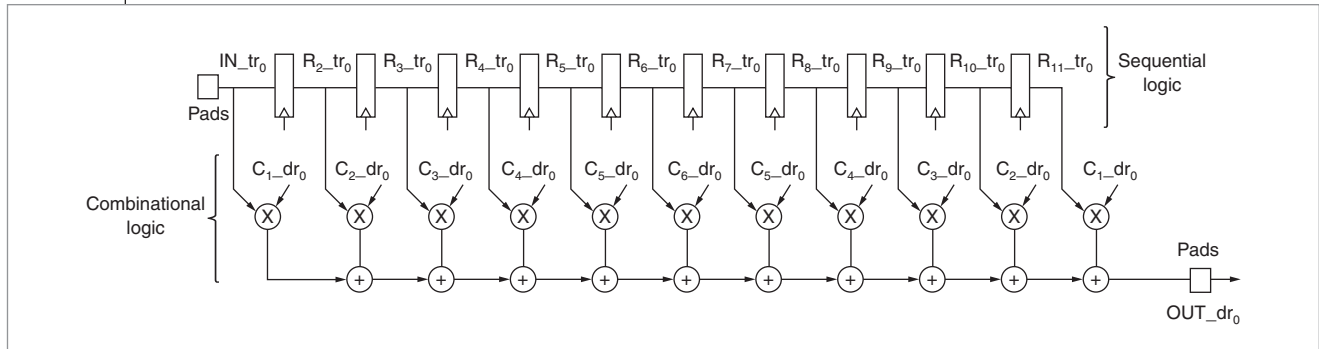 IN_tr₀ R₂_tr₀ R₃_tr₀ R₄_tr₀ R₅_tr₀ R₆_tr₀ R₇_tr₀ R₈_tr₀ R₉_tr₀ R₁₀_tr₀ R₁₁_tr₀
Sequential
logic
Pads
C₁_dr₀ C₂_dr₀ C₃_dr₀ C₄_dr₀ C₅_dr₀ C₆_dr₀ C₅_dr₀ C₄_dr₀ C₃_dr₀ C₂_dr₀ C₁_dr₀
Combinational
logic
X X X X X X X X X X X
Pads
+ + + + + + + + + +
OUT_dr₀